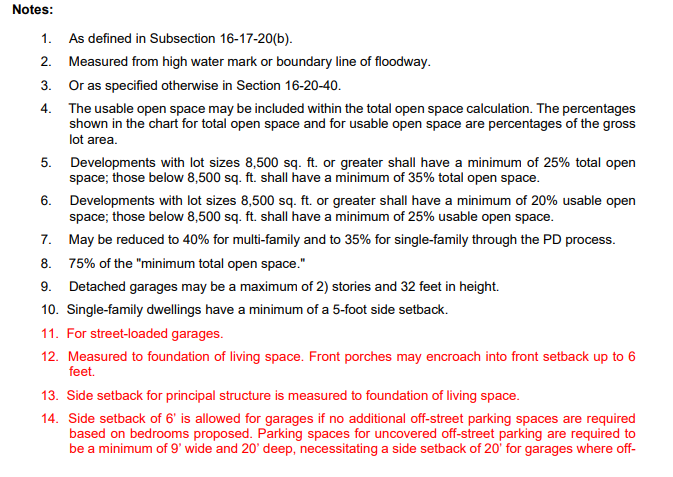 Notes:
1. As defined in Subsection 16-17-20(b).
2. Measured from high water mark or boundary line of floodway.
3. Or as specified otherwise in Section 16-20-40.
4. The usable open space may be included within the total open space calculation. The percentages
shown in the chart for total open space and for usable open space are percentages of the gross
lot area.
5. Developments with lot sizes 8,500 sq. ft. or greater shall have a minimum of 25% total open
space; those below 8,500 sq. ft. shall have a minimum of 35% total open space.
6. Developments with lot sizes 8,500 sq. ft. or greater shall have a minimum of 20% usable open
space; those below 8,500 sq. ft. shall have a minimum of 25% usable open space.
7. May be reduced to 40% for multi-family and to 35% for single-family through the PD process.
8. 75% of the "minimum total open space."
9. Detached garages may be a maximum of 2) stories and 32 feet in height.
10. Single-family dwellings have a minimum of a 5-foot side setback.
11. For street-loaded garages.
12. Measured to foundation of living space. Front porches may encroach into front setback up to 6
feet.
13. Side setback for principal structure is measured to foundation of living space.
14. Side setback of 6' is allowed for garages if no additional off-street parking spaces are required
based on bedrooms proposed. Parking spaces for uncovered off-street parking are required to
be a minimum of 9' wide and 20' deep, necessitating a side setback of 20' for garages where off-